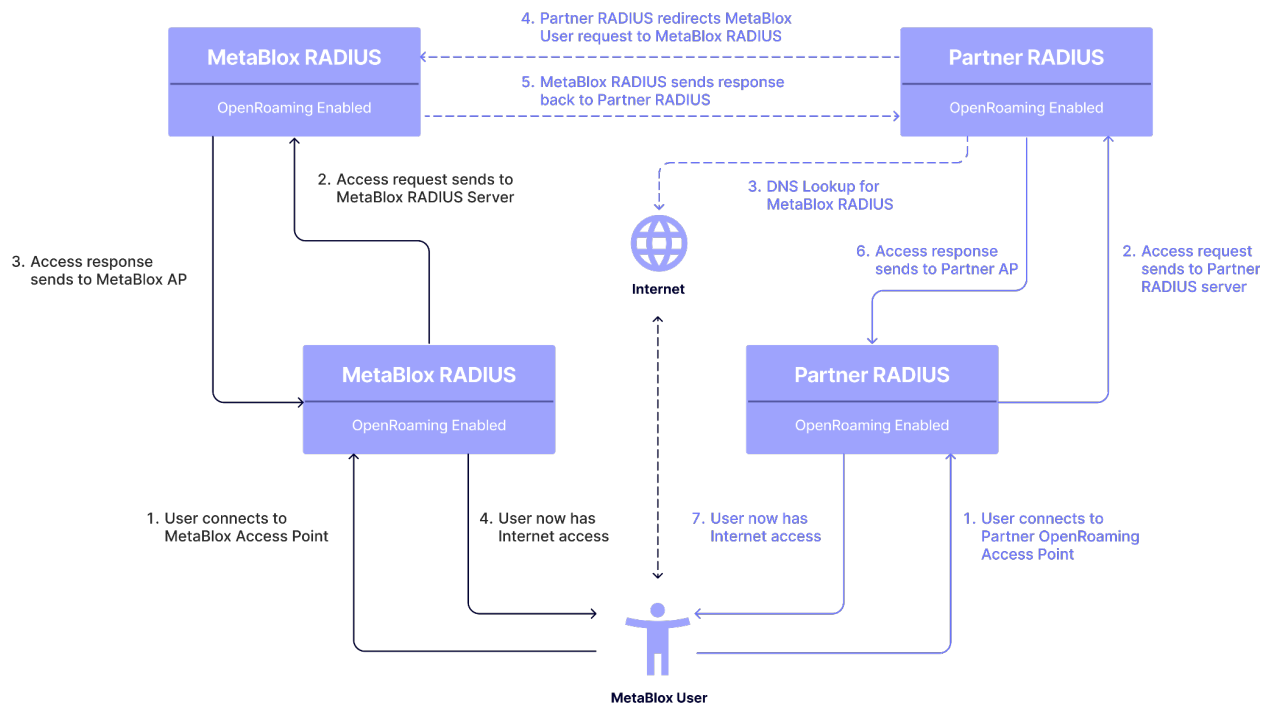 4. Partner RADIUS redirects MetaBlox
User request to MetaBlox RADIUS
MetaBlox RADIUS
OpenRoaming Enabled
Partner RADIUS
OpenRoaming Enabled
5. MetaBlox RADIUS sends response
back to Partner RADIUS
2. Access request sends to
MetaBlox RADIUS Server
3. DNS Lookup for
MetaBlox RADIUS
3. Access response
sends to MetaBlox AP
Internet
6. Access response
sends to Partner AP
2. Access request
sends to Partner
RADIUS server
MetaBlox RADIUS
OpenRoaming Enabled
Partner RADIUS
OpenRoaming Enabled
1. User connects to
MetaBlox Access Point
4. User now has
Internet access
7. User now has
Internet access
1. User connects to
Partner OpenRoaming
Access Point
MetaBlox User